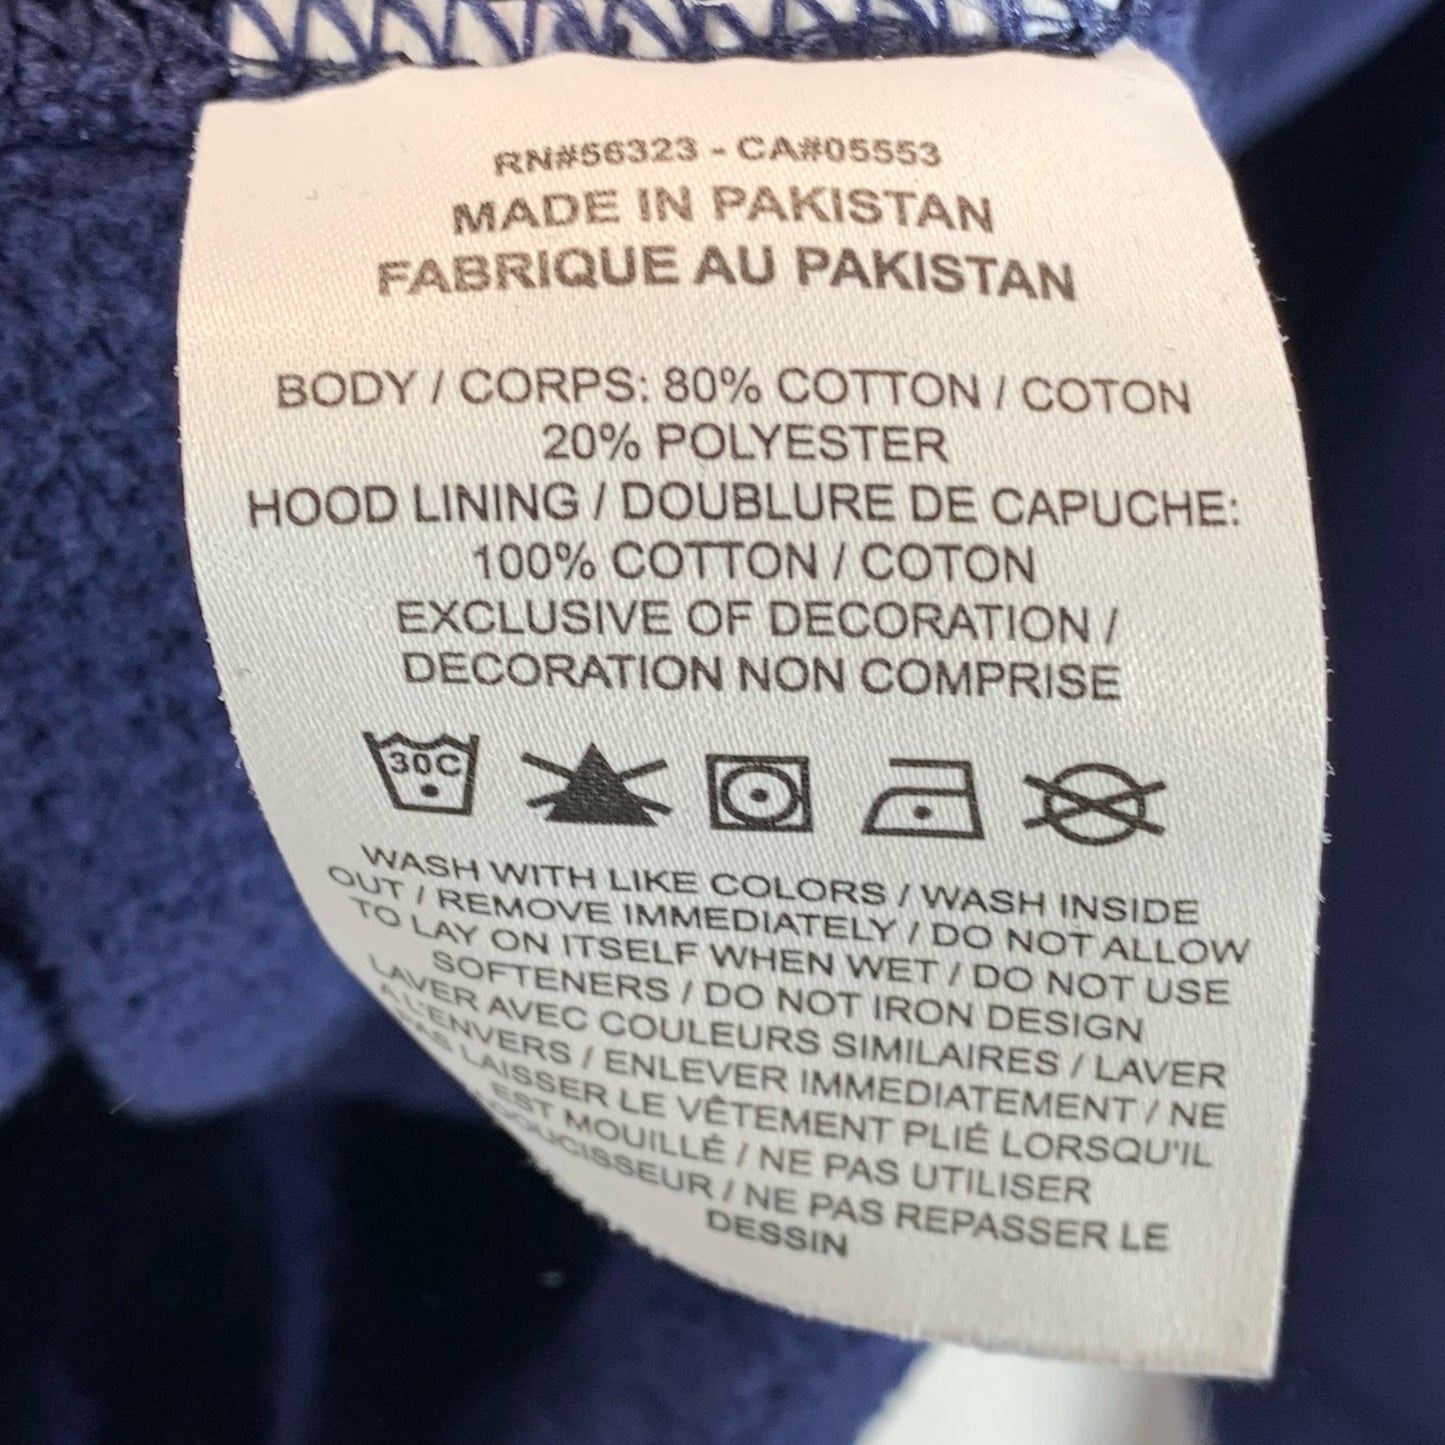 RN#56323 - CA#05553
MADE IN PAKISTAN
FABRIQUE AU PAKISTAN
BODY / CORPS: 80% COTTON / COTON
20% POLYESTER
HOOD LINING / DOUBLURE DE CAPUCHE:
100% COTTON / COTON
EXCLUSIVE OF DECORATION /
DECORATION NON COMPRISE
30C
WASH WITH LIKE COLORS / WASH INSIDE
OUT / REMOVE IMMEDIATELY / DO NOT ALLOW
TO LAY ON ITSELF WHEN WET / DO NOT USE
SOFTENERS / DO NOT IRON DESIGN
LAVER AVEC COULEURS SIMILAIRES / LAVER
A L'ENVERS / ENLEVER IMMEDIATEMENT / NE
PAS LAISSER LE VÊTEMENT PLIÉ LORSQU'IL
EST MOUILLÉ / NE PAS UTILISER
/ NE PAS REPASSER LE
DESSIN